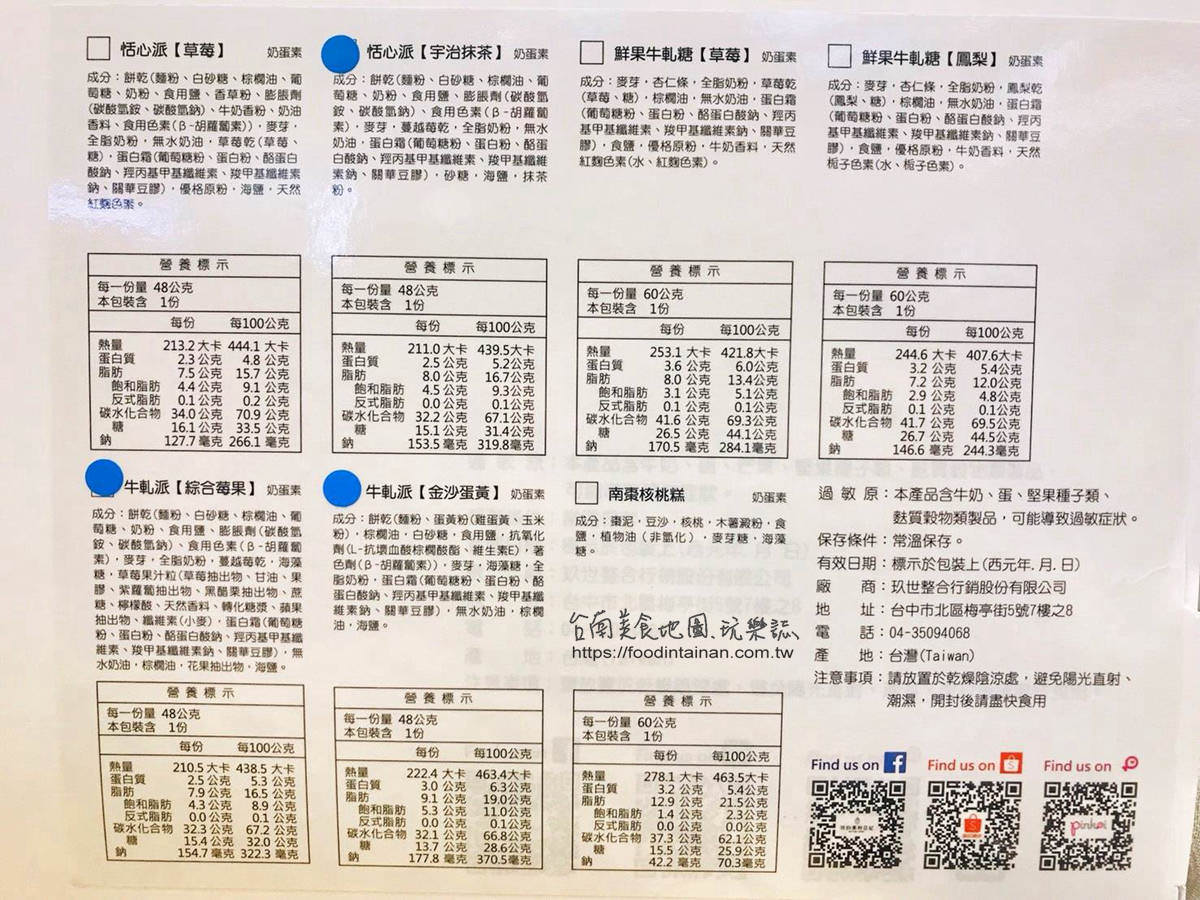 恬心派【草莓】 奶蛋素
成分：餅乾(麵粉、白砂糖、棕櫚油、葡
萄糖、奶粉、食用鹽、香草粉、膨脹劑
(碳酸氫銨、碳酸氫鈉)、牛奶香粉、奶油
香料、食用色素(β-胡蘿蔔素))，麥芽，
全脂奶粉，無水奶油，草莓乾(草莓、
糖)，蛋白霜(葡萄糖粉、蛋白粉、酪蛋白
酸鈉、羥丙基甲基纖維素、羧甲基纖維素
鈉、關華豆膠)，優格原粉，海鹽，天然
紅麴色素。
營養標示
每一份量 48公克
本包裝含 1份
每份 每100公克
熱量 213.2 大卡 444.1 大卡
蛋白質 2.3 公克 4.8 公克
脂肪 7.5 公克 15.7 公克
飽和脂肪 4.4 公克 9.1 公克
反式脂肪 0.1 公克 0.2 公克
碳水化合物 34.0 公克 70.9 公克
糖 16.1 公克 33.5 公克
鈉 127.7 毫克 266.1 毫克
恬心派【宇治抹茶】 奶蛋素
成分：餅乾(麵粉、白砂糖、棕櫚油、葡
萄糖、奶粉、食用鹽、膨脹劑(碳酸氫
銨、碳酸氫鈉)、食用色素(β-胡蘿蔔
素)，麥芽，蔓越莓乾，全脂奶粉，無水
奶油，蛋白霜(葡萄糖粉、蛋白粉、酪蛋
白酸鈉、羥丙基甲基纖維素、羧甲基纖維
素鈉、關華豆膠)，砂糖，海鹽，抹茶
粉。
營養標示
每一份量 48公克
本包裝含 1份
每份 每100公克
熱量 211.0 大卡 439.5大卡
蛋白質 2.5 公克 5.2公克
脂肪 8.0 公克 16.7公克
飽和脂肪 4.5 公克 9.3公克
反式脂肪 0.0 公克 0.1公克
碳水化合物 32.2 公克 67.1公克
糖 15.1 公克 31.4公克
鈉 153.5 毫克 319.8毫克
鮮果牛軋糖【草莓】 奶蛋素
成分：麥芽，杏仁條，全脂奶粉，草莓乾
(草莓、糖)，棕櫚油，無水奶油，蛋白霜
(葡萄糖粉、蛋白粉、酪蛋白酸鈉、羥丙
基甲基纖維素、羧甲基纖維素鈉、關華豆
膠)，食鹽，優格原粉，牛奶香料，天然
紅麴色素(水、紅麴色素)。
營養標示
每一份量 60公克
本包裝含 1份
每份 每100公克
熱量 253.1 大卡 421.8大卡
蛋白質 3.6 公克 6.0公克
脂肪 8.0 公克 13.4公克
飽和脂肪 3.1 公克 5.1公克
反式脂肪 0.1 公克 0.1公克
碳水化合物 41.6 公克 69.3公克
糖 26.5 公克 44.1公克
鈉 170.5 毫克 284.1毫克
鮮果牛軋糖【鳳梨】 奶蛋素
成分：麥芽，杏仁條，全脂奶粉，鳳梨乾
(鳳梨、糖)，棕櫚油，無水奶油，蛋白霜
(葡萄糖粉、蛋白粉、酪蛋白酸鈉、羥丙
基甲基纖維素、羧甲基纖維素鈉、關華豆
膠)，食鹽，優格原粉，牛奶香料，天然
梔子色素(水、梔子色素)。
營養標示
每一份量 60公克
本包裝含 1份
每份 每100公克
熱量 244.6 大卡 407.6大卡
蛋白質 3.2 公克 5.4公克
脂肪 7.2 公克 12.0公克
飽和脂肪 2.9 公克 4.8公克
反式脂肪 0.1 公克 0.1公克
碳水化合物 41.7 公克 69.5公克
糖 26.7 公克 44.5公克
鈉 146.6 毫克 244.3毫克
牛軋派【綜合莓果】 奶蛋素
成分：餅乾(麵粉、白砂糖、棕櫚油、葡
萄糖、奶粉、食用鹽、膨脹劑(碳酸氫
銨、碳酸氫鈉)、食用色素(β-胡蘿蔔
素)，麥芽，全脂奶粉，蔓越莓乾，海藻
糖，草莓果汁粒(草莓抽出物、甘油、果
膠、紫蘿蔔抽出物、黑醋栗抽出物、蔗
糖、檸檬酸、天然香料、轉化糖漿、蘋果
抽出物、纖維素(小麥)，蛋白霜(葡萄糖
粉、蛋白粉、酪蛋白酸鈉、羥丙基甲基纖
維素、羧甲基纖維素鈉、關華豆膠)，無
水奶油，棕櫚油，花果抽出物，海鹽。
營養標示
每一份量 48公克
本包裝含 1份
每份 每100公克
熱量 210.5 大卡 438.5 大卡
蛋白質 2.5 公克 5.3 公克
脂肪 7.9 公克 16.5 公克
飽和脂肪 4.3 公克 8.9 公克
反式脂肪 0.0 公克 0.1 公克
碳水化合物 32.3 公克 67.2 公克
糖 15.4 公克 32.0 公克
鈉 154.7 毫克 322.3 毫克
牛軋派【金沙蛋黃】 奶蛋素
成分：餅乾(麵粉、蛋黃粉(雞蛋黃、玉米
粉)，棕櫚油，白砂糖，食用鹽，抗氧化
劑(L-抗壞血酸棕櫚酸酯、維生素E)，著
色劑(β-胡蘿蔔素))，麥芽，海藻糖，全
脂奶粉，蛋白霜(葡萄糖粉、蛋白粉、酪
蛋白酸鈉、羥丙基甲基纖維素、羧甲基纖
維素鈉、關華豆膠)，無水奶油，棕櫚
油，海鹽。
營養標示
每一份量 48公克
本包裝含 1份
每份 每100公克
熱量 222.4 大卡 463.4大卡
蛋白質 3.0 公克 6.3公克
脂肪 9.1 公克 19.0公克
飽和脂肪 5.3 公克 11.0公克
反式脂肪 0.0 公克 0.1公克
碳水化合物 32.1 公克 66.8公克
糖 13.7 公克 28.6公克
鈉 177.8 毫克 370.5毫克
南棗核桃糕 奶蛋素
成分：棗泥，豆沙，核桃，木薯澱粉，食
鹽，植物油（非氫化），麥芽糖，海藻
糖。
台南美食地圖.玩樂誌
https://foodintainan.com.tw
營養標示
每一份量 60公克
本包裝含 1份
每份 每100公克
熱量 278.1 大卡 463.5大卡
蛋白質 3.2 公克 5.4公克
脂肪 12.9 公克 21.5公克
飽和脂肪 1.4 公克 2.3公克
反式脂肪 0.0 公克 0.0公克
碳水化合物 37.3 公克 62.1公克
糖 15.5 公克 25.9公克
鈉 42.2 毫克 70.3毫克
過敏原：本產品含牛奶、蛋、堅果種子類、
麩質穀物類製品，可能導致過敏症狀。
保存條件：常溫保存。
有效日期：標示於包裝上(西元年.月.日)
廠商：玖世整合行銷股份有限公司
地址：台中市北區梅亭街5號7樓之8
電話：04-35094068
產地：台灣(Taiwan)
注意事項：請放置於乾燥陰涼處，避免陽光直射、
潮濕，開封後請盡快食用
Find us on Find us on Find us on
Pinkoi